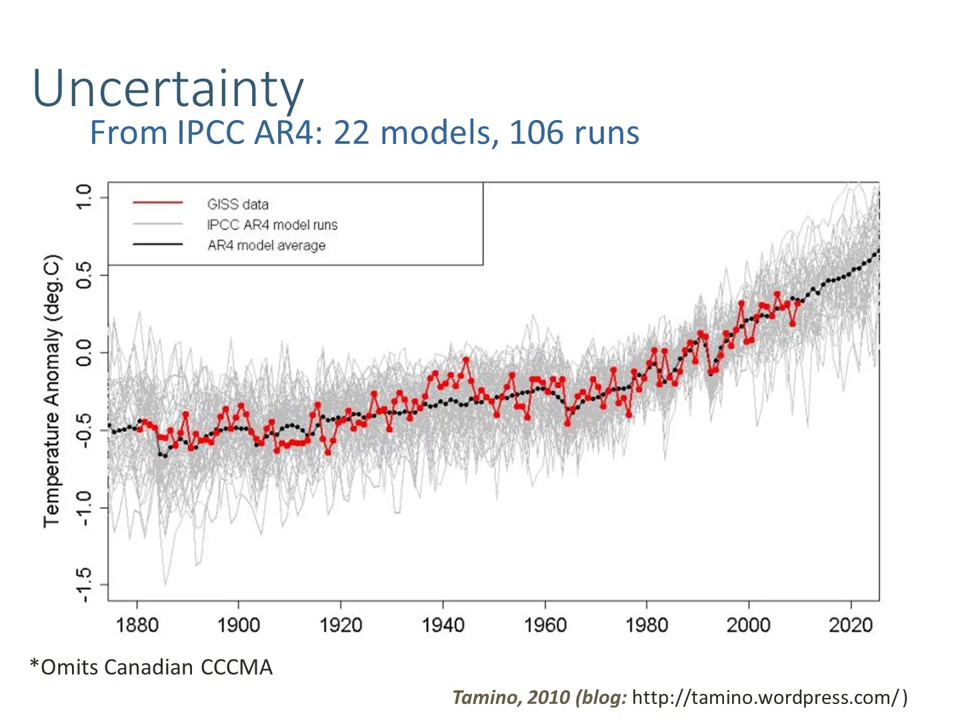 Uncertainty
From IPCC AR4: 22 models, 106 runs
GISS data
IPCC AR4 model runs
AR4 model average
Temperature Anomaly (deg.C)
1.0
0.5
0.0
-0.5
-1.0
-1.5
1880 1900 1920 1940 1960 1980 2000 2020
*Omits Canadian CCCMA
Tamino, 2010 (blog: http://tamino.wordpress.com/)